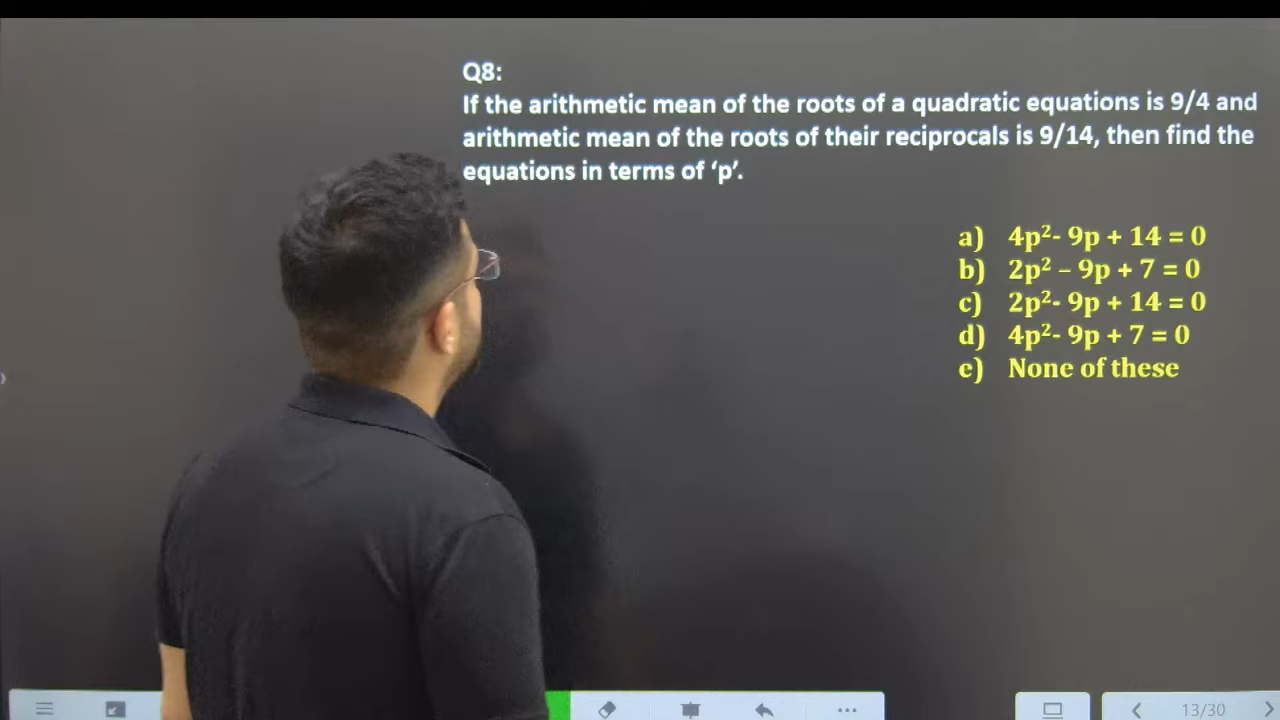 Q8:
If the arithmetic mean of the roots of a quadratic equations is 9/4 and
arithmetic mean of the roots of their reciprocals is 9/14, then find the
equations in terms of ‘p’.
a) 4p²- 9p + 14 = 0
b) 2p² – 9p + 7 = 0
c) 2p²- 9p + 14 = 0
d) 4p²- 9p + 7 = 0
e) None of these
13/30